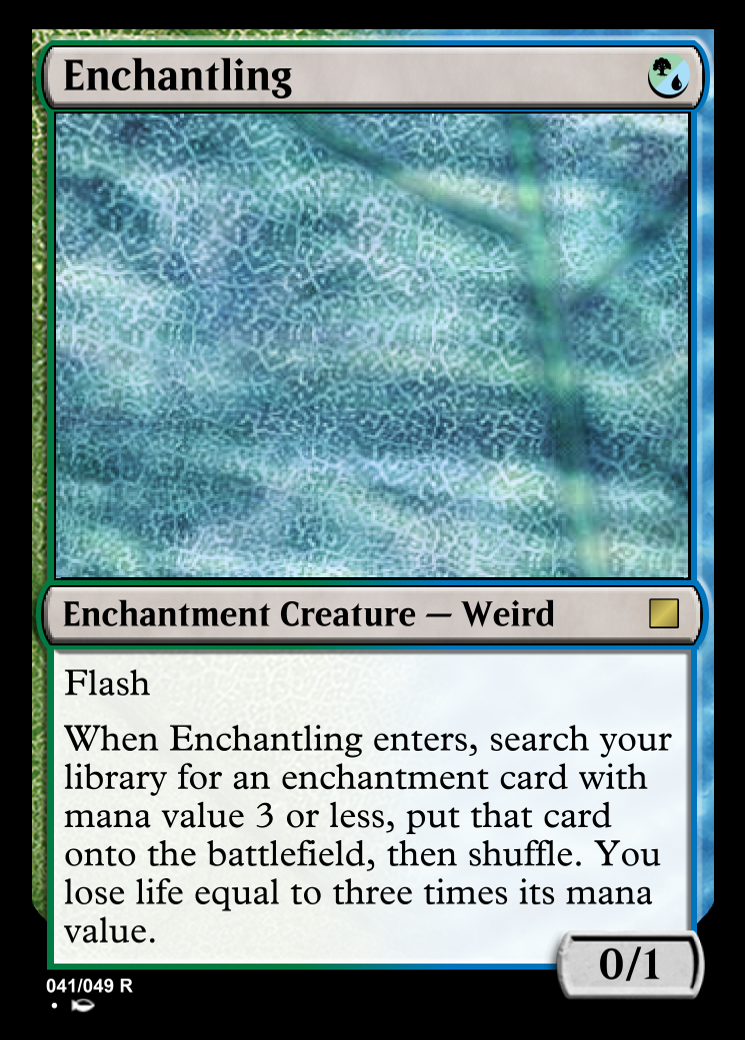 Enchantling
Enchantment Creature — Weird
Flash
When Enchantling enters, search your
library for an enchantment card with
mana value 3 or less, put that card
onto the battlefield, then shuffle. You
lose life equal to three times its mana
value.
0/1
041/049 R
•